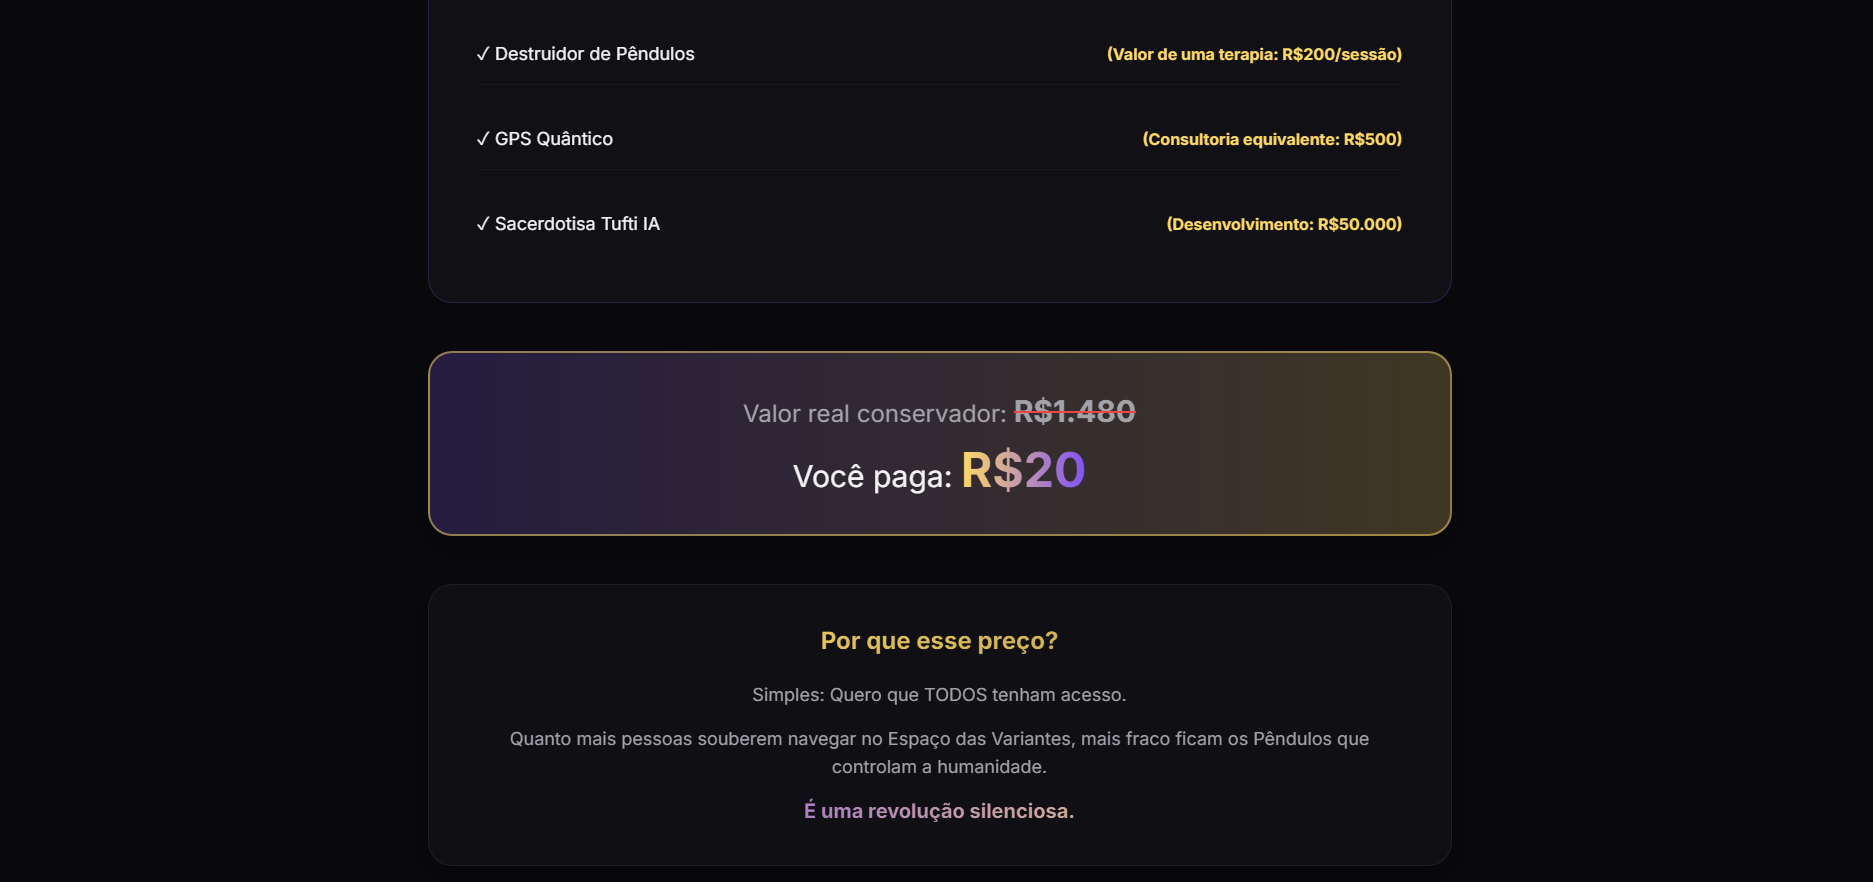 ✓ Destruidor de Pêndulos (Valor de uma terapia: R$200/sessão)
✓ GPS Quântico (Consultoria equivalente: R$500)
✓ Sacerdotisa Tufti IA (Desenvolvimento: R$50.000)
Valor real conservador: R$1.480
Você paga: R$20
Por que esse preço?
Simples: Quero que TODOS tenham acesso.
Quanto mais pessoas souberem navegar no Espaço das Variantes, mais fraco ficam os Pêndulos que
controlam a humanidade.
É uma revolução silenciosa.